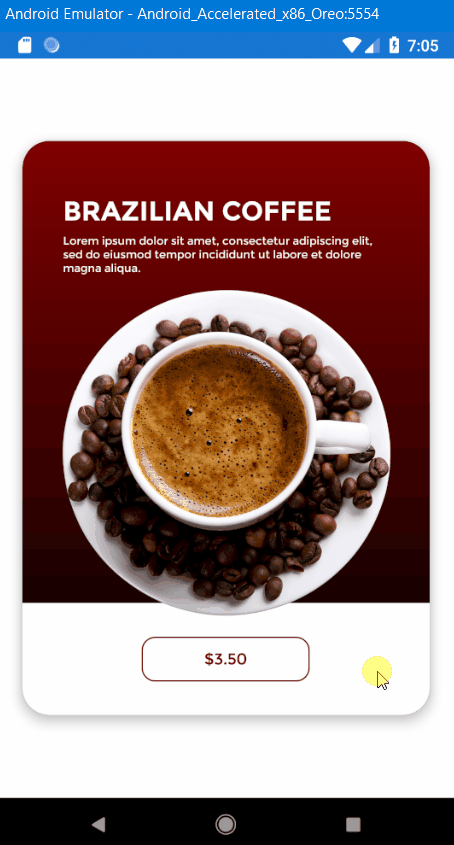 Android Emulator - Android_Accelerated_x86_Oreo:5554
7:05
BRAZILIAN COFFEE
Lorem ipsum dolor sit amet, consectetur adipiscing elit,
sed do eiusmod tempor incididunt ut labore et dolore
magna aliqua.
$3.50